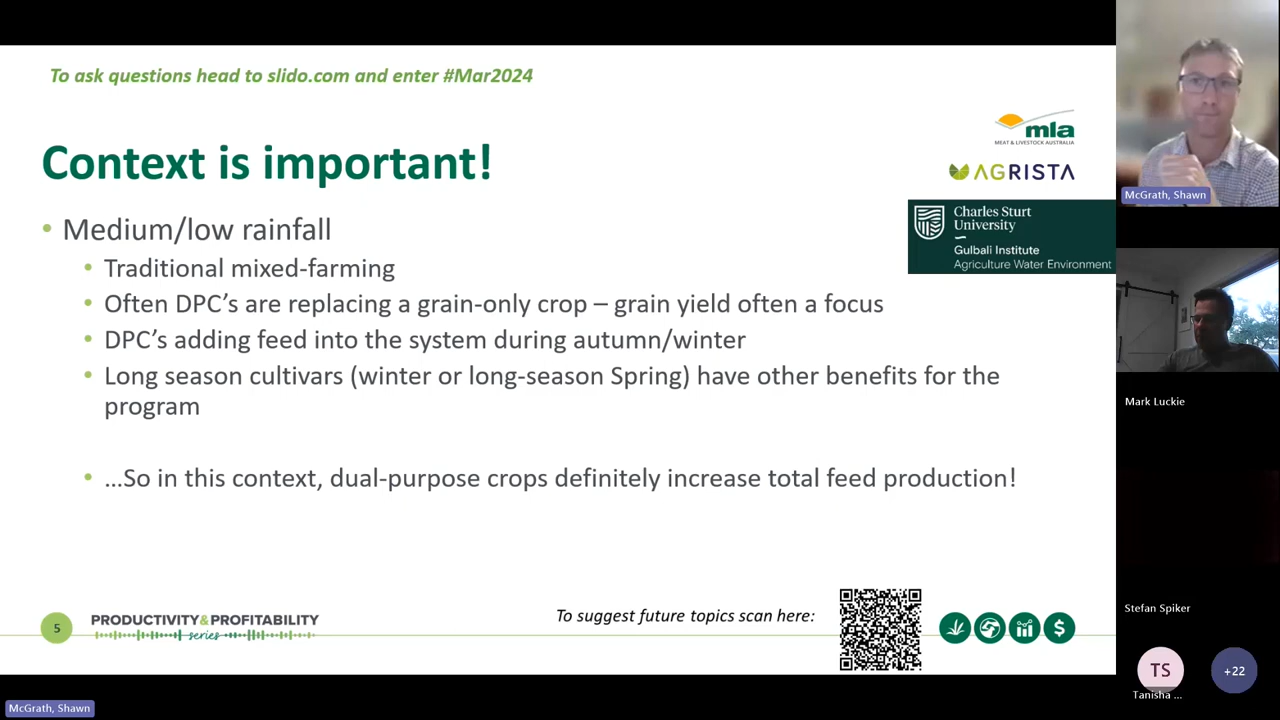 To ask questions head to slido.com and enter #Mar2024
Context is important!
mla
MEAT & LIVESTOCK AUSTRALIA
AGRISTA
Charles Sturt
University
Gulbali Institute
Agriculture Water Environment
• Medium/low rainfall
• Traditional mixed-farming
• Often DPC's are replacing a grain-only crop – grain yield often a focus
• DPC's adding feed into the system during autumn/winter
• Long season cultivars (winter or long-season Spring) have other benefits for the
program
• ...So in this context, dual-purpose crops definitely increase total feed production!
5
PRODUCTIVITY&PROFITABILITY
series
To suggest future topics scan here:
$
McGrath, Shawn
Mark Luckie
Stefan Spiker
TS
Tanisha ...
+22
McGrath, Shawn